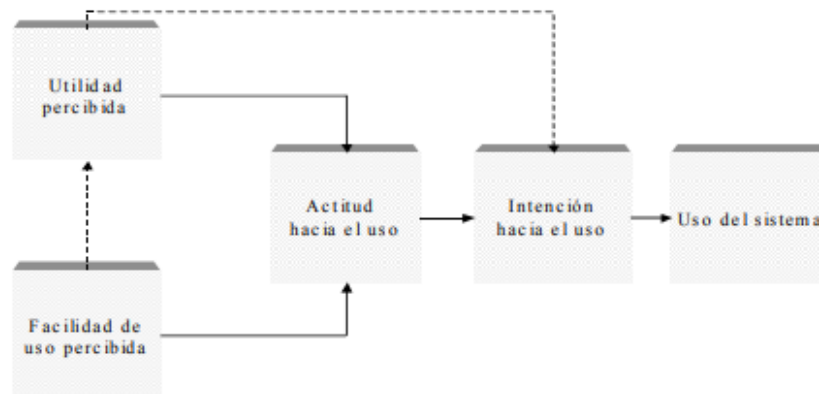 Utilidad
percibida
Actitud
hacia el uso
Intención
hacia el uso
Uso del sistema
Facilidad de
uso percibida